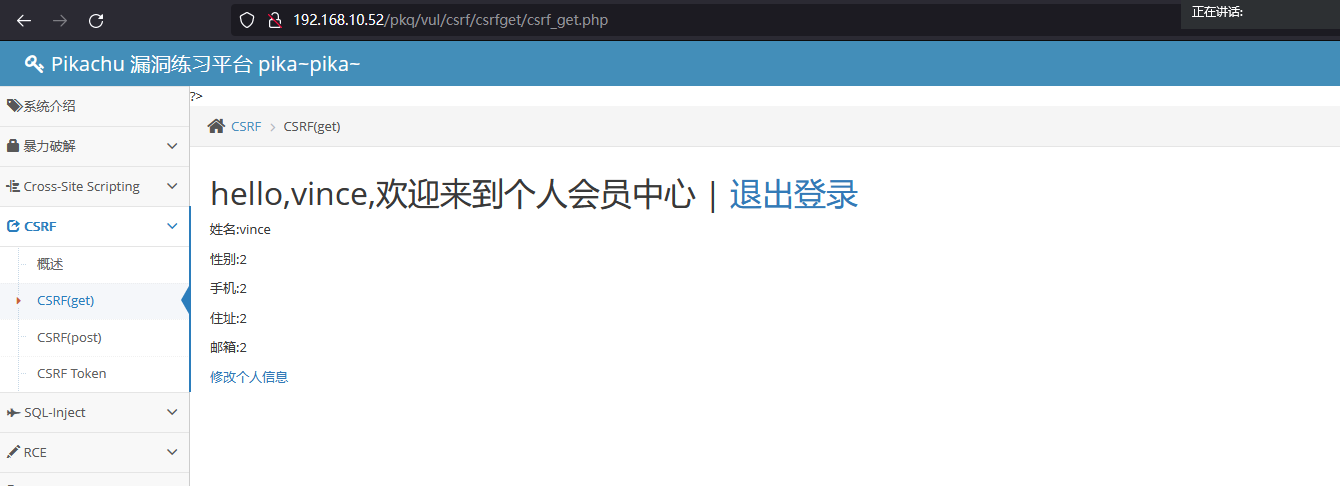 192.168.10.52/pkq/vul/csrf/csrfget/csrf_get.php
正在讲话:
Pikachu 漏洞练习平台 pika~pika~
系统介绍
暴力破解
Cross-Site Scripting
CSRF
概述
CSRF(get)
CSRF(post)
CSRF Token
SQL-Inject
RCE
?>
CSRF > CSRF(get)
hello,vince,欢迎来到个人会员中心 | 退出登录
姓名:vince
性别:2
手机:2
住址:2
邮箱:2
修改个人信息